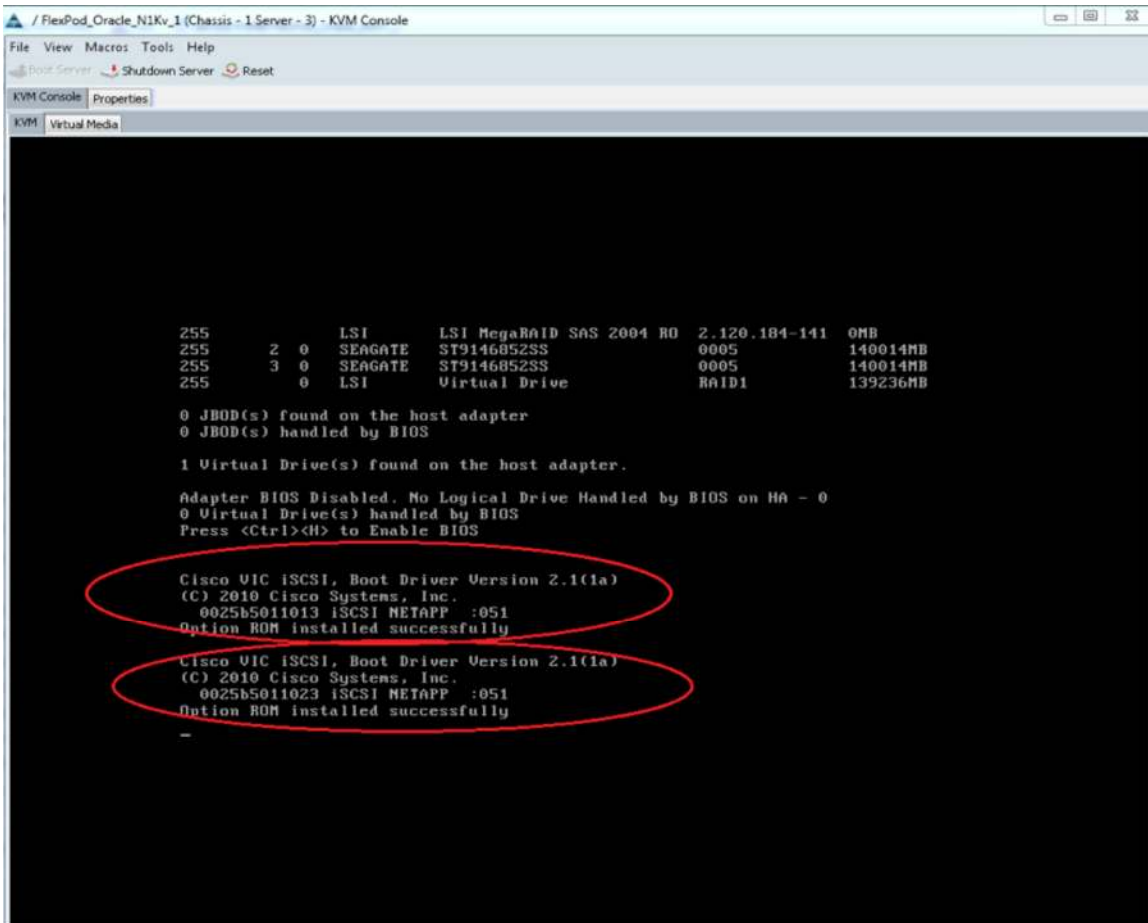 / FlexPod_Oracle_N1Kv_1 (Chassis - 1 Server - 3) - KVM Console
File View Macros Tools Help
Boot Server Shutdown Server Reset
KVM Console Properties
KVM Virtual Media
255 LSI LSI MegaRAID SAS 2004 RO 2.120.184-141 0MB
255 2 0 SEAGATE ST9146852SS 0005 140014MB
255 3 0 SEAGATE ST9146852SS 0005 140014MB
255 0 LSI Virtual Drive RAID1 139236MB
0 JBOD(s) found on the host adapter
0 JBOD(s) handled by BIOS
1 Virtual Drive(s) found on the host adapter.
Adapter BIOS Disabled. No Logical Drive Handled by BIOS on HA - 0
0 Virtual Drive(s) handled by BIOS
Press <Ctrl><H> to Enable BIOS
Cisco VIC iSCSI, Boot Driver Version 2.1(1a)
(C) 2010 Cisco Systems, Inc.
0025b5011013 iSCSI NETAPP :051
Option ROM installed successfully
Cisco VIC iSCSI, Boot Driver Version 2.1(1a)
(C) 2010 Cisco Systems, Inc.
0025b5011023 iSCSI NETAPP :051
Option ROM installed successfully